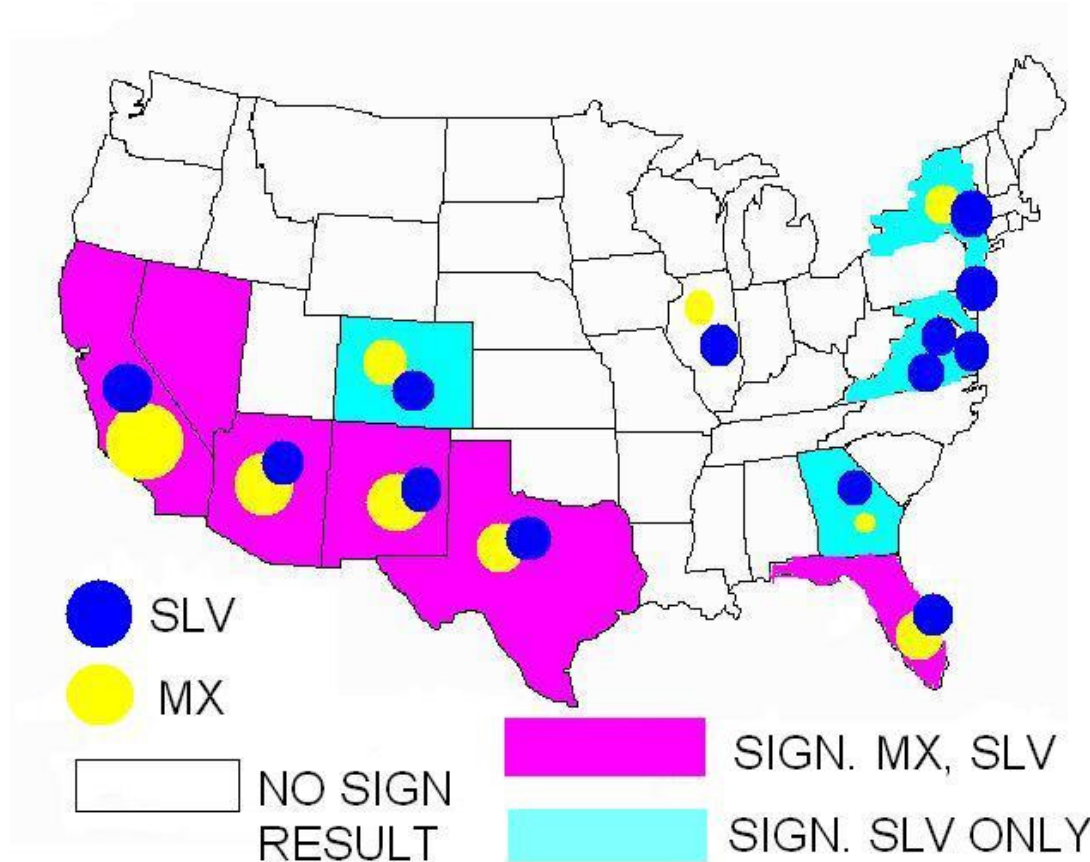 SLV
MX
NO SIGN
RESULT
SIGN. MX, SLV
SIGN. SLV ONLY